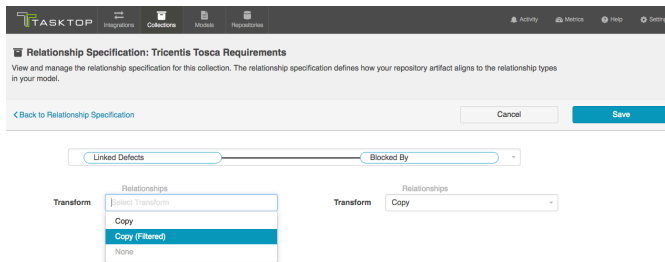 TASKTOP
Integrations Collections Models Repositories
Activity Metrics Help Settin
Relationship Specification: Tricentis Tosca Requirements
View and manage the relationship specification for this collection. The relationship specification defines how your repository artifact aligns to the relationship types
in your model.
Back to Relationship Specification Cancel Save
Linked Defects Blocked By
Relationships Relationships
Transform Select Transform Transform Copy
Copy
Copy (Filtered)
None